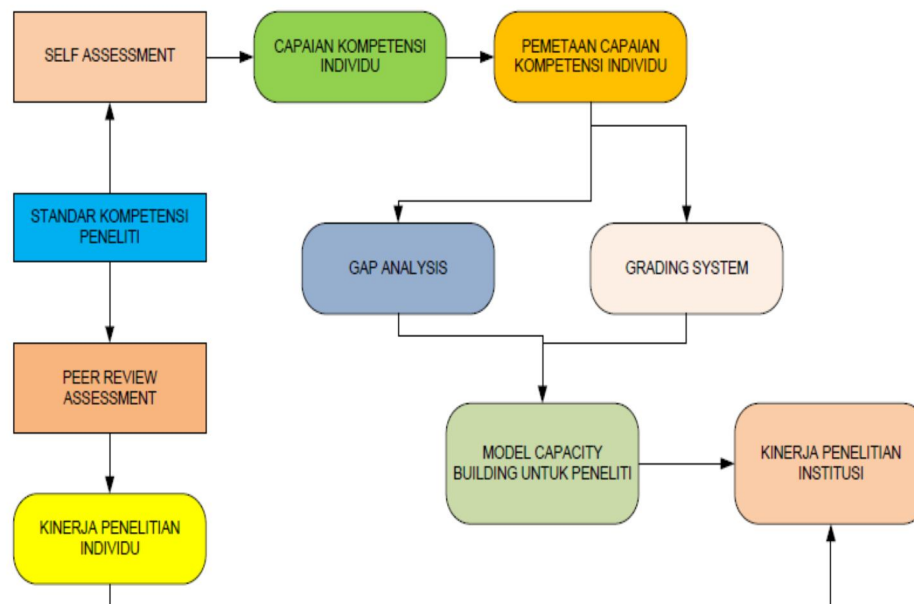 SELF ASSESSMENT
CAPAIAN KOMPETENSI
INDIVIDU
PEMETAAN CAPAIAN
KOMPETENSI INDIVIDU
STANDAR KOMPETENSI
PENELITI
GAP ANALYSIS
GRADING SYSTEM
PEER REVIEW
ASSESSMENT
MODEL CAPACITY
BUILDING UNTUK PENELITI
KINERJA PENELITIAN
INSTITUSI
KINERJA PENELITIAN
INDIVIDU